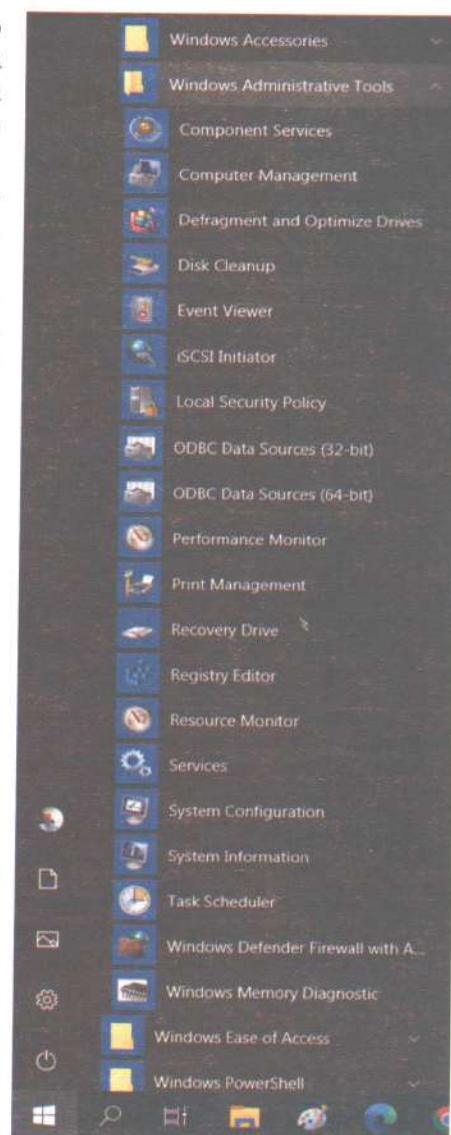 Windows Accessories
Windows Administrative Tools
Component Services
Computer Management
Defragment and Optimize Drives
Disk Cleanup
Event Viewer
iSCSI Initiator
Local Security Policy
ODBC Data Sources (32-bit)
ODBC Data Sources (64-bit)
Performance Monitor
Print Management
Recovery Drive
Registry Editor
Resource Monitor
Services
System Configuration
System Information
Task Scheduler
Windows Defender Firewall with A...
Windows Memory Diagnostic
Windows Ease of Access
Windows PowerShell